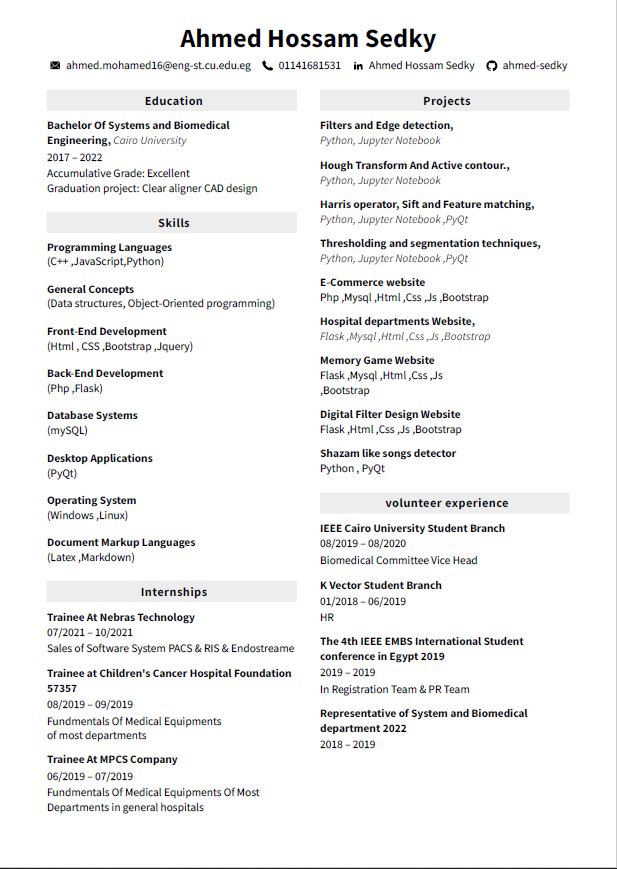 Ahmed Hossam Sedky
ahmed.mohamed16@eng-st.cu.edu.eg 01141681531 in Ahmed Hossam Sedky ahmed-sedky
Education
Bachelor Of Systems and Biomedical
Engineering, Cairo University
2017 – 2022
Accumulative Grade: Excellent
Graduation project: Clear aligner CAD design
Skills
Programming Languages
(C++ ,JavaScript,Python)
General Concepts
(Data structures, Object-Oriented programming)
Front-End Development
(Html , CSS ,Bootstrap ,Jquery)
Back-End Development
(Php ,Flask)
Database Systems
(mySQL)
Desktop Applications
(PyQt)
Operating System
(Windows ,Linux)
Document Markup Languages
(Latex ,Markdown)
Internships
Trainee At Nebras Technology
07/2021 – 10/2021
Sales of Software System PACS & RIS & Endostreame
Trainee at Children's Cancer Hospital Foundation
57357
08/2019 – 09/2019
Fundmentals Of Medical Equipments
of most departments
Trainee At MPCS Company
06/2019 – 07/2019
Fundmentals Of Medical Equipments Of Most
Departments in general hospitals
Projects
Filters and Edge detection,
Python, Jupyter Notebook
Hough Transform And Active contour.,
Python, Jupyter Notebook
Harris operator, Sift and Feature matching,
Python, Jupyter Notebook ,PyQt
Thresholding and segmentation techniques,
Python, Jupyter Notebook ,PyQt
E-Commerce website
Php ,Mysql ,Html ,Css ,Js ,Bootstrap
Hospital departments Website,
Flask ,Mysql ,Html ,Css ,Js ,Bootstrap
Memory Game Website
Flask ,Mysql ,Html ,Css ,Js
,Bootstrap
Digital Filter Design Website
Flask ,Html ,Css ,Js ,Bootstrap
Shazam like songs detector
Python , PyQt
volunteer experience
IEEE Cairo University Student Branch
08/2019 – 08/2020
Biomedical Committee Vice Head
K Vector Student Branch
01/2018 – 06/2019
HR
The 4th IEEE EMBS International Student
conference in Egypt 2019
2019 – 2019
In Registration Team & PR Team
Representative of System and Biomedical
department 2022
2018 – 2019